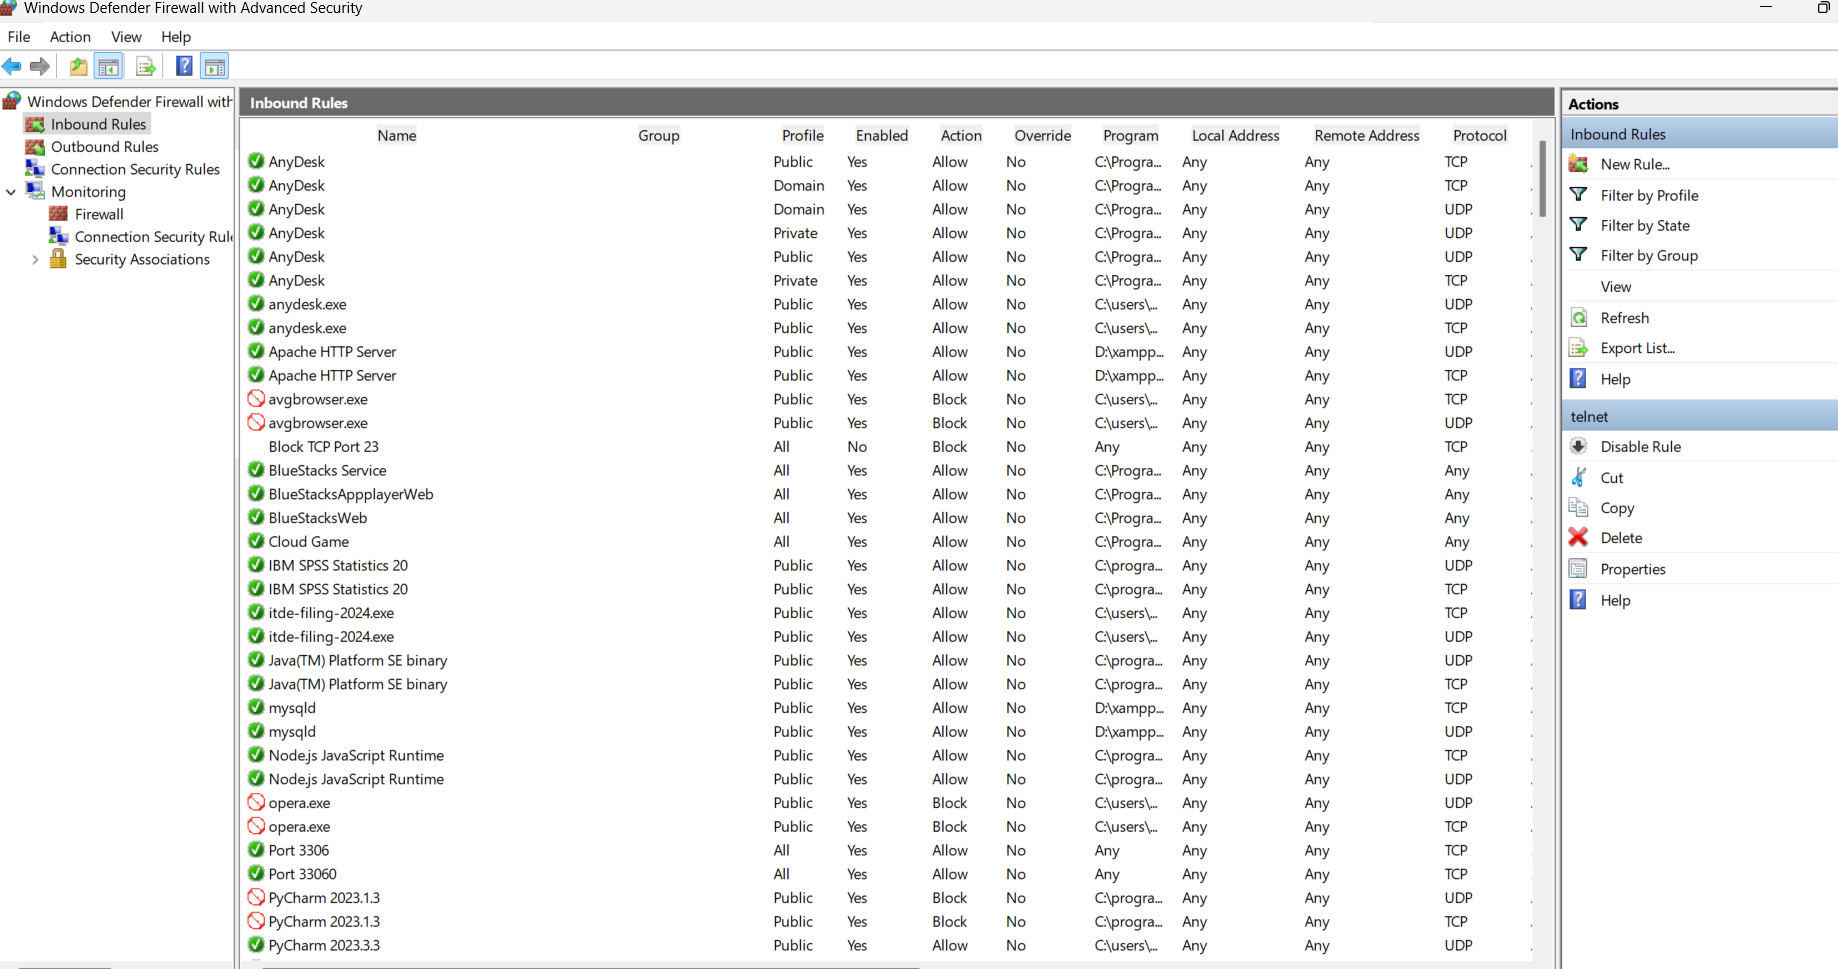 Windows Defender Firewall with Advanced Security
File Action View Help
Windows Defender Firewall with
Inbound Rules
Outbound Rules
Connection Security Rules
Monitoring
Firewall
Connection Security Rul
Security Associations
Inbound Rules
Name Group Profile Enabled Action Override Program Local Address Remote Address Protocol
AnyDesk Public Yes Allow No C:\Progra... Any Any TCP
AnyDesk Domain Yes Allow No C:\Progra... Any Any TCP
AnyDesk Domain Yes Allow No C:\Progra... Any Any UDP
AnyDesk Private Yes Allow No C:\Progra... Any Any UDP
AnyDesk Public Yes Allow No C:\Progra... Any Any UDP
AnyDesk Private Yes Allow No C:\Progra... Any Any TCP
anydesk.exe Public Yes Allow No C:\users\... Any Any UDP
anydesk.exe Public Yes Allow No C:\users\... Any Any TCP
Apache HTTP Server Public Yes Allow No D:\xampp... Any Any UDP
Apache HTTP Server Public Yes Allow No D:\xampp... Any Any TCP
avgbrowser.exe Public Yes Block No C:\users\... Any Any TCP
avgbrowser.exe Public Yes Block No C:\users\... Any Any UDP
Block TCP Port 23 All No Block No Any Any Any TCP
BlueStacks Service All Yes Allow No C:\Progra... Any Any Any
BlueStacksAppplayerWeb All Yes Allow No C:\Progra... Any Any Any
BlueStacksWeb All Yes Allow No C:\Progra... Any Any Any
Cloud Game All Yes Allow No C:\Progra... Any Any Any
IBM SPSS Statistics 20 Public Yes Allow No C:\progra... Any Any UDP
IBM SPSS Statistics 20 Public Yes Allow No C:\progra... Any Any TCP
itde-filing-2024.exe Public Yes Allow No C:\users\... Any Any TCP
itde-filing-2024.exe Public Yes Allow No C:\users\... Any Any UDP
Java(TM) Platform SE binary Public Yes Allow No C:\progra... Any Any UDP
Java(TM) Platform SE binary Public Yes Allow No C:\progra... Any Any TCP
mysqld Public Yes Allow No D:\xampp... Any Any TCP
mysqld Public Yes Allow No D:\xampp... Any Any UDP
Node.js JavaScript Runtime Public Yes Allow No C:\progra... Any Any TCP
Node.js JavaScript Runtime Public Yes Allow No C:\progra... Any Any UDP
opera.exe Public Yes Block No C:\users\... Any Any UDP
opera.exe Public Yes Block No C:\users\... Any Any TCP
Port 3306 All Yes Allow No Any Any Any TCP
Port 33060 All Yes Allow No Any Any Any TCP
PyCharm 2023.1.3 Public Yes Block No C:\progra... Any Any UDP
PyCharm 2023.1.3 Public Yes Block No C:\progra... Any Any TCP
PyCharm 2023.3.3 Public Yes Allow No C:\users\... Any Any UDP
Actions
Inbound Rules
New Rule...
Filter by Profile
Filter by State
Filter by Group
View
Refresh
Export List...
Help
telnet
Disable Rule
Cut
Copy
Delete
Properties
Help